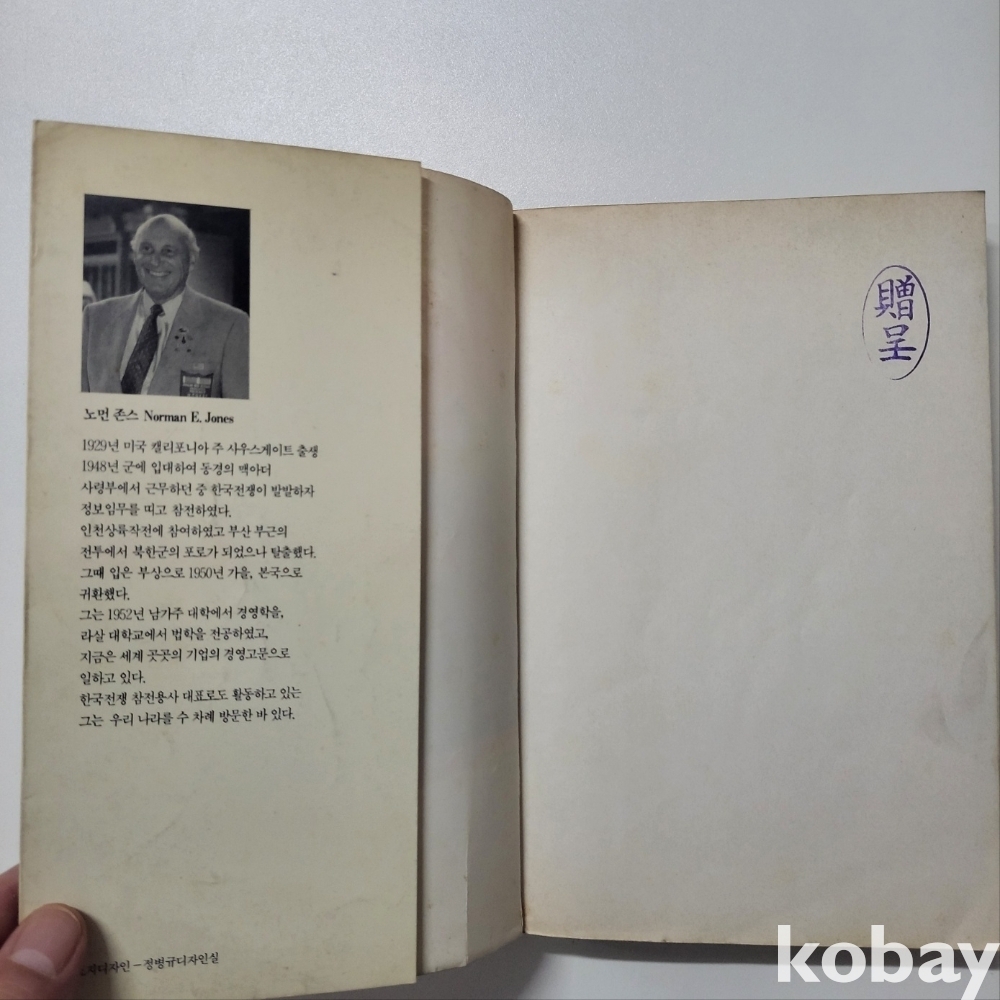 노먼 존스 Norman E. Jones
1929년 미국 캘리포니아 주 사우스게이트 출생
1948년 군에 입대하여 동경의 맥아더
사령부에서 근무하던 중 한국전쟁이 발발하자
정보임무를 띠고 참전하였다.
인천상륙작전에 참여하였고 부산 부근의
전투에서 북한군의 포로가 되었으나 탈출했다.
그때 입은 부상으로 1950년 가을, 본국으로
귀환했다.
그는 1952년 남가주 대학에서 경영학을,
라살 대학교에서 법학을 전공하였고,
지금은 세계 곳곳의 기업의 경영고문으로
일하고 있다.
한국전쟁 참전용사 대표로도 활동하고 있는
그는 우리 나라를 수 차례 방문한 바 있다.
디자인 – 정병규디자인실
贈呈
kobay